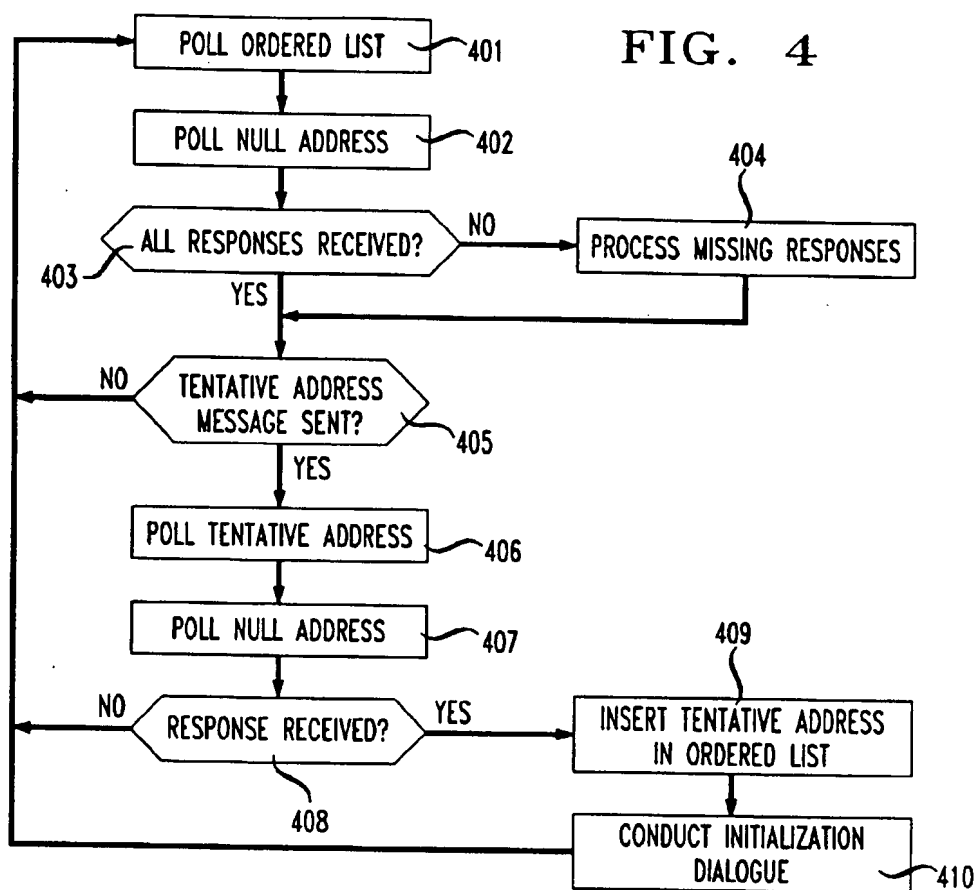 FIG. 4
POLL ORDERED LIST
401
POLL NULL ADDRESS
402
404
ALL RESPONSES RECEIVED?
403
NO
PROCESS MISSING RESPONSES
YES
NO
TENTATIVE ADDRESS
MESSAGE SENT?
405
YES
POLL TENTATIVE ADDRESS
406
POLL NULL ADDRESS
407
409
NO
RESPONSE RECEIVED?
YES
408
INSERT TENTATIVE ADDRESS
IN ORDERED LIST
CONDUCT INITIALIZATION
DIALOGUE
410